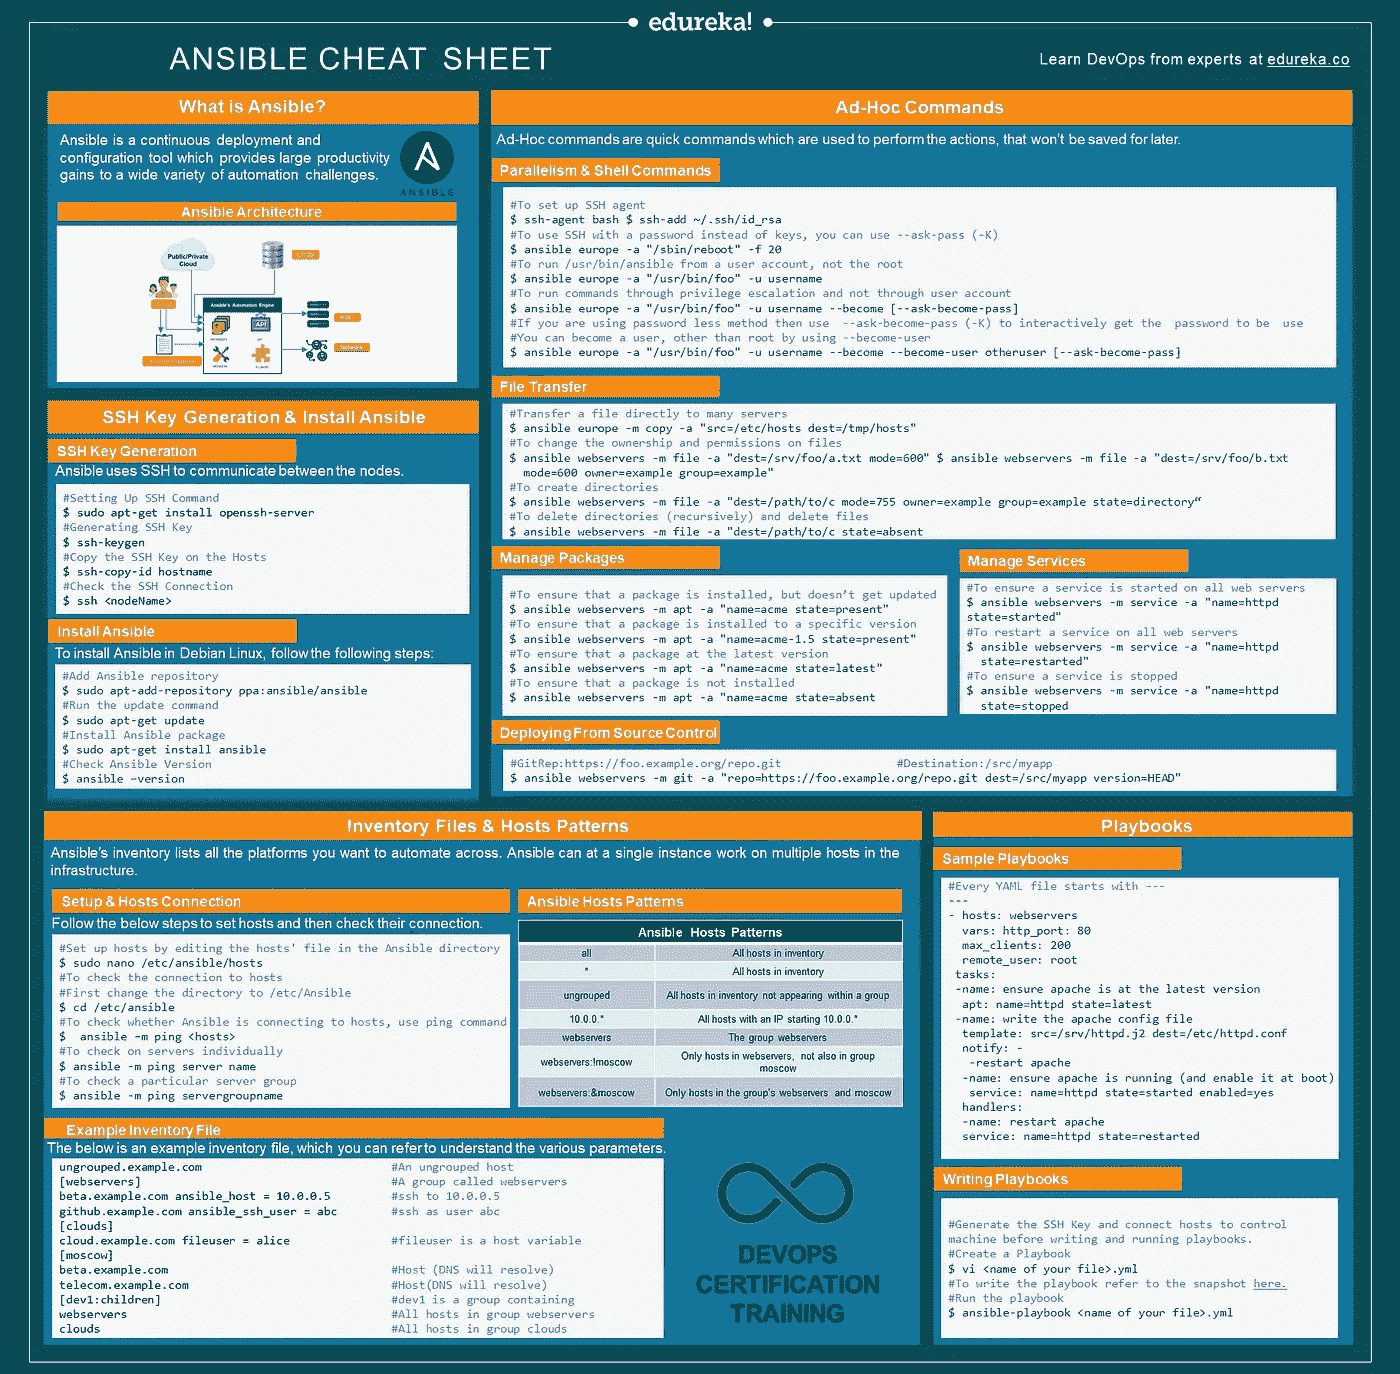 edureka!
ANSIBLE CHEAT SHEET
Learn DevOps from experts at edureka.co
What is Ansible?
Ansible is a continuous deployment and
configuration tool which provides large productivity
gains to a wide variety of automation challenges.
ANSIBLE
Ansible Architecture
Public/Private
Cloud
Ansible's Automation Engine
API
SSH Key Generation & Install Ansible
SSH Key Generation
Ansible uses SSH to communicate between the nodes.
#Setting Up SSH Command
$ sudo apt-get install openssh-server
#Generating SSH Key
$ ssh-keygen
#Copy the SSH Key on the Hosts
$ ssh-copy-id hostname
#Check the SSH Connection
$ ssh <nodeName>
Install Ansible
To install Ansible in Debian Linux, follow the following steps:
#Add Ansible repository
$ sudo apt-add-repository ppa:ansible/ansible
#Run the update command
$ sudo apt-get update
#Install Ansible package
$ sudo apt-get install ansible
#Check Ansible Version
$ ansible –version
Ad-Hoc Commands
Ad-Hoc commands are quick commands which are used to perform the actions, that won't be saved for later.
Parallelism & Shell Commands
#To set up SSH agent
$ ssh-agent bash $ ssh-add ~/.ssh/id_rsa
#To use SSH with a password instead of keys, you can use --ask-pass (-K)
$ ansible europe -a "/sbin/reboot" -f 20
#To run /usr/bin/ansible from a user account, not the root
$ ansible europe -a "/usr/bin/foo" -u username
#To run commands through privilege escalation and not through user account
$ ansible europe -a "/usr/bin/foo" -u username --become [--ask-become-pass]
#If you are using password less method then use --ask-become-pass (-K) to interactively get the password to be use
#You can become a user, other than root by using --become-user
$ ansible europe -a "/usr/bin/foo" -u username --become --become-user otheruser [--ask-become-pass]
File Transfer
#Transfer a file directly to many servers
$ ansible europe -m copy -a "src=/etc/hosts dest=/tmp/hosts"
#To change the ownership and permissions on files
$ ansible webservers -m file -a "dest=/srv/foo/a.txt mode=600" $ ansible webservers -m file -a "dest=/srv/foo/b.txt
mode=600 owner=example group=example"
#To create directories
$ ansible webservers -m file -a "dest=/path/to/c mode=755 owner=example group=example state=directory“
#To delete directories (recursively) and delete files
$ ansible webservers -m file -a "dest=/path/to/c state=absent
Manage Packages
#To ensure that a package is installed, but doesn’t get updated
$ ansible webservers -m apt -a "name=acme state=present"
#To ensure that a package is installed to a specific version
$ ansible webservers -m apt -a "name=acme-1.5 state=present"
#To ensure that a package at the latest version
$ ansible webservers -m apt -a "name=acme state=latest"
#To ensure that a package is not installed
$ ansible webservers -m apt -a "name=acme state=absent
Manage Services
#To ensure a service is started on all web servers
$ ansible webservers -m service -a "name=httpd
state=started"
#To restart a service on all web servers
$ ansible webservers -m service -a "name=httpd
state=restarted"
#To ensure a service is stopped
$ ansible webservers -m service -a "name=httpd
state=stopped
Deploying From Source Control
#GitRep:https://foo.example.org/repo.git #Destination:/src/myapp
$ ansible webservers -m git -a "repo=https://foo.example.org/repo.git dest=/src/myapp version=HEAD"
Inventory Files & Hosts Patterns
Ansible's inventory lists all the platforms you want to automate across. Ansible can at a single instance work on multiple hosts in the
infrastructure.
Setup & Hosts Connection
Follow the below steps to set hosts and then check their connection.
#Set up hosts by editing the hosts' file in the Ansible directory
$ sudo nano /etc/ansible/hosts
#To check the connection to hosts
#First change the directory to /etc/Ansible
$ cd /etc/ansible
#To check whether Ansible is connecting to hosts, use ping command
$ ansible -m ping <hosts>
#To check on servers individually
$ ansible -m ping server name
#To check a particular server group
$ ansible -m ping servergroupname
Ansible Hosts Patterns
Ansible Hosts Patterns
all All hosts in inventory
* All hosts in inventory
ungrouped All hosts in inventory not appearing within a group
10.0.0.* All hosts with an IP starting 10.0.0.*
webservers The group webservers
webservers:!moscow Only hosts in webservers, not also in group
moscow
webservers:&moscow Only hosts in the group's webservers and moscow
Example Inventory File
The below is an example inventory file, which you can refer to understand the various parameters.
ungrouped.example.com #An ungrouped host
[webservers] #A group called webservers
beta.example.com ansible_host = 10.0.0.5 #ssh to 10.0.0.5
github.example.com ansible_ssh_user = abc #ssh as user abc
[clouds]
cloud.example.com fileuser = alice #fileuser is a host variable
[moscow]
beta.example.com #Host (DNS will resolve)
telecom.example.com #Host(DNS will resolve)
[dev1:children] #dev1 is a group containing
webservers #All hosts in group webservers
clouds #All hosts in group clouds
DEVOPS
CERTIFICATION
TRAINING
Playbooks
Sample Playbooks
#Every YAML file starts with ---
---
- hosts: webservers
vars: http_port: 80
max_clients: 200
remote_user: root
tasks:
-name: ensure apache is at the latest version
apt: name=httpd state=latest
-name: write the apache config file
template: src=/srv/httpd.j2 dest=/etc/httpd.conf
notify: -
-restart apache
-name: ensure apache is running (and enable it at boot)
service: name=httpd state=started enabled=yes
handlers:
-name: restart apache
service: name=httpd state=restarted
Writing Playbooks
#Generate the SSH Key and connect hosts to control
machine before writing and running playbooks.
#Create a Playbook
$ vi <name of your file>.yml
#To write the playbook refer to the snapshot here.
#Run the playbook
$ ansible-playbook <name of your file>.yml